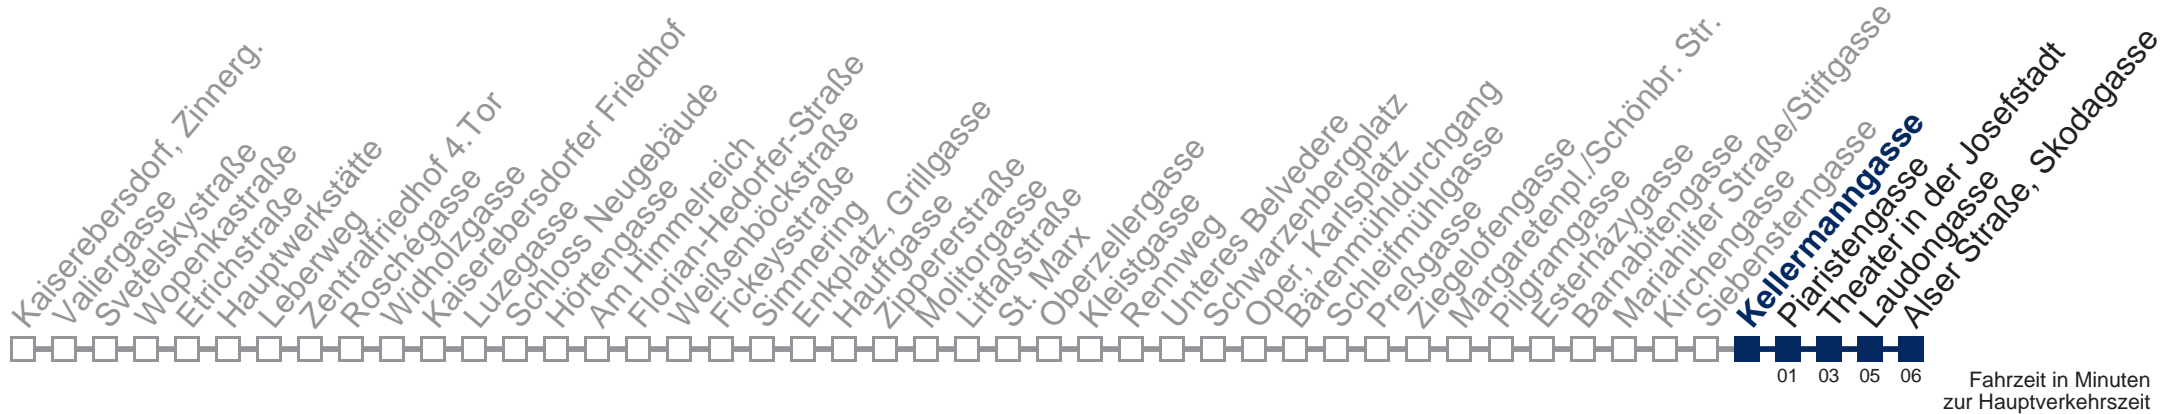 Kaiserebersdorf, Zinnerg.
Valiergasse
Svetelskystraße
Wopenkastraße
Etrichstraße
Hauptwerkstätte
Leberweg
Zentralfriedhof 4.Tor
Roschégasse
Widholzgasse
Kaiserebersdorfer Friedhof
Luzegasse
Schloss Neugebäude
Hörtengasse
Am Himmelreich
Florian-Hedorfer-Straße
Weißenböckstraße
Fickeysstraße
Simmering
Enkplatz, Grillgasse
Hauffgasse
Zippererstraße
Molitorgasse
Litfaßstraße
St. Marx
Oberzellergasse
Kleistgasse
Rennweg
Unteres Belvedere
Schwarzenbergplatz
Oper, Karlsplatz
Bärenmühldurchgang
Schleifmühlgasse
Preßgasse
Ziegelofengasse
Margaretenpl./Schönbr. Str.
Pilgramgasse
Esterházygasse
Barnabitengasse
Mariahilfer Straße/Stiftgasse
Kirchengasse
Siebensterngasse
Kellermanngasse
Piaristengasse
Theater in der Josefstadt
Laudongasse
Alser Straße, Skodagasse
01 03 05 06
Fahrzeit in Minuten
zur Hauptverkehrszeit